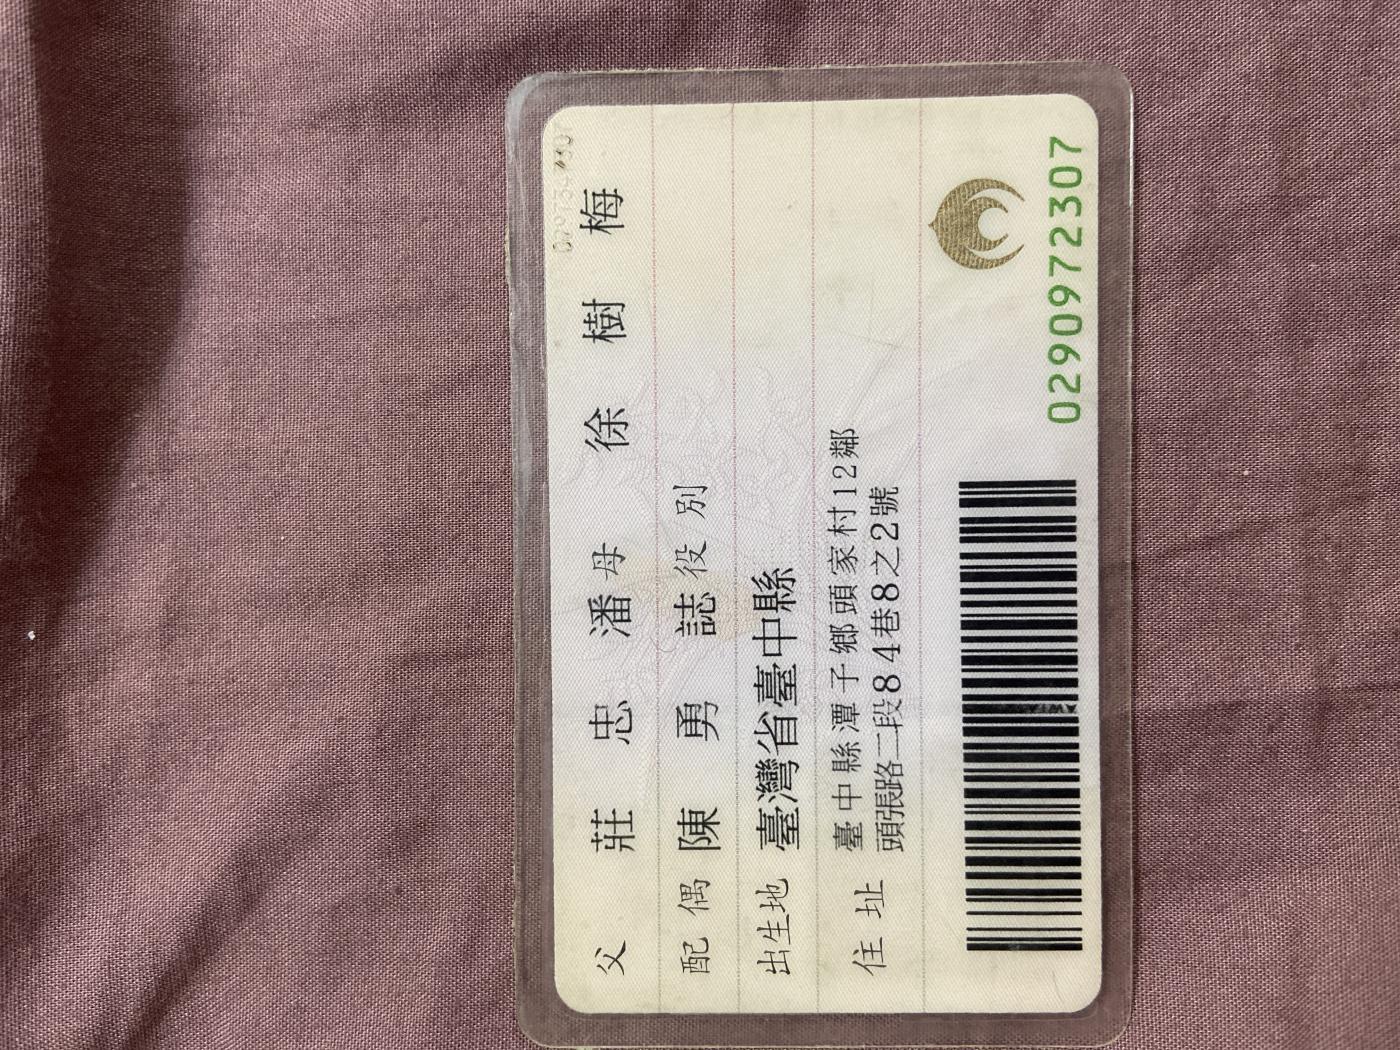 父 莊忠潘 母 徐樹梅
配偶 陳勇誌 役別
出生地 臺灣省臺中縣
住址 臺中縣潭子鄉頭家村12鄰
頭張路二段84巷8之2號
0290972307